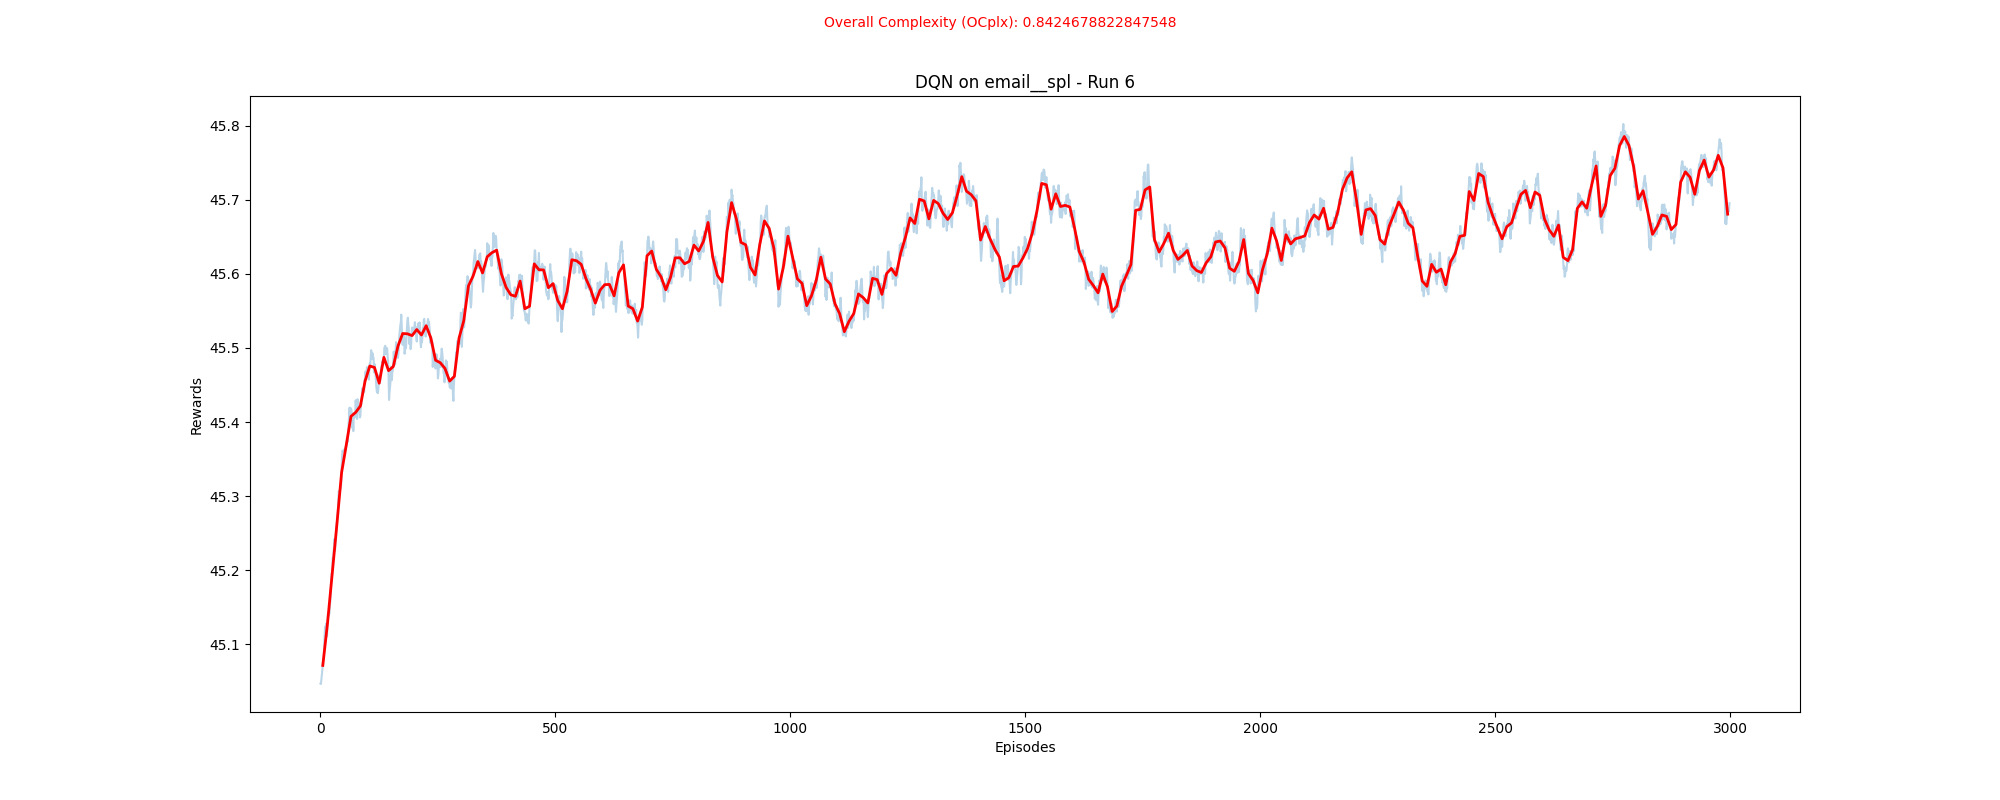 Overall Complexity (OCplx): 0.8424678822847548
DQN on email__spl - Run 6
45.8
45.7
45.6
45.5
45.4
45.3
45.2
45.1
Rewards
0 500 1000 1500 2000 2500 3000
Episodes